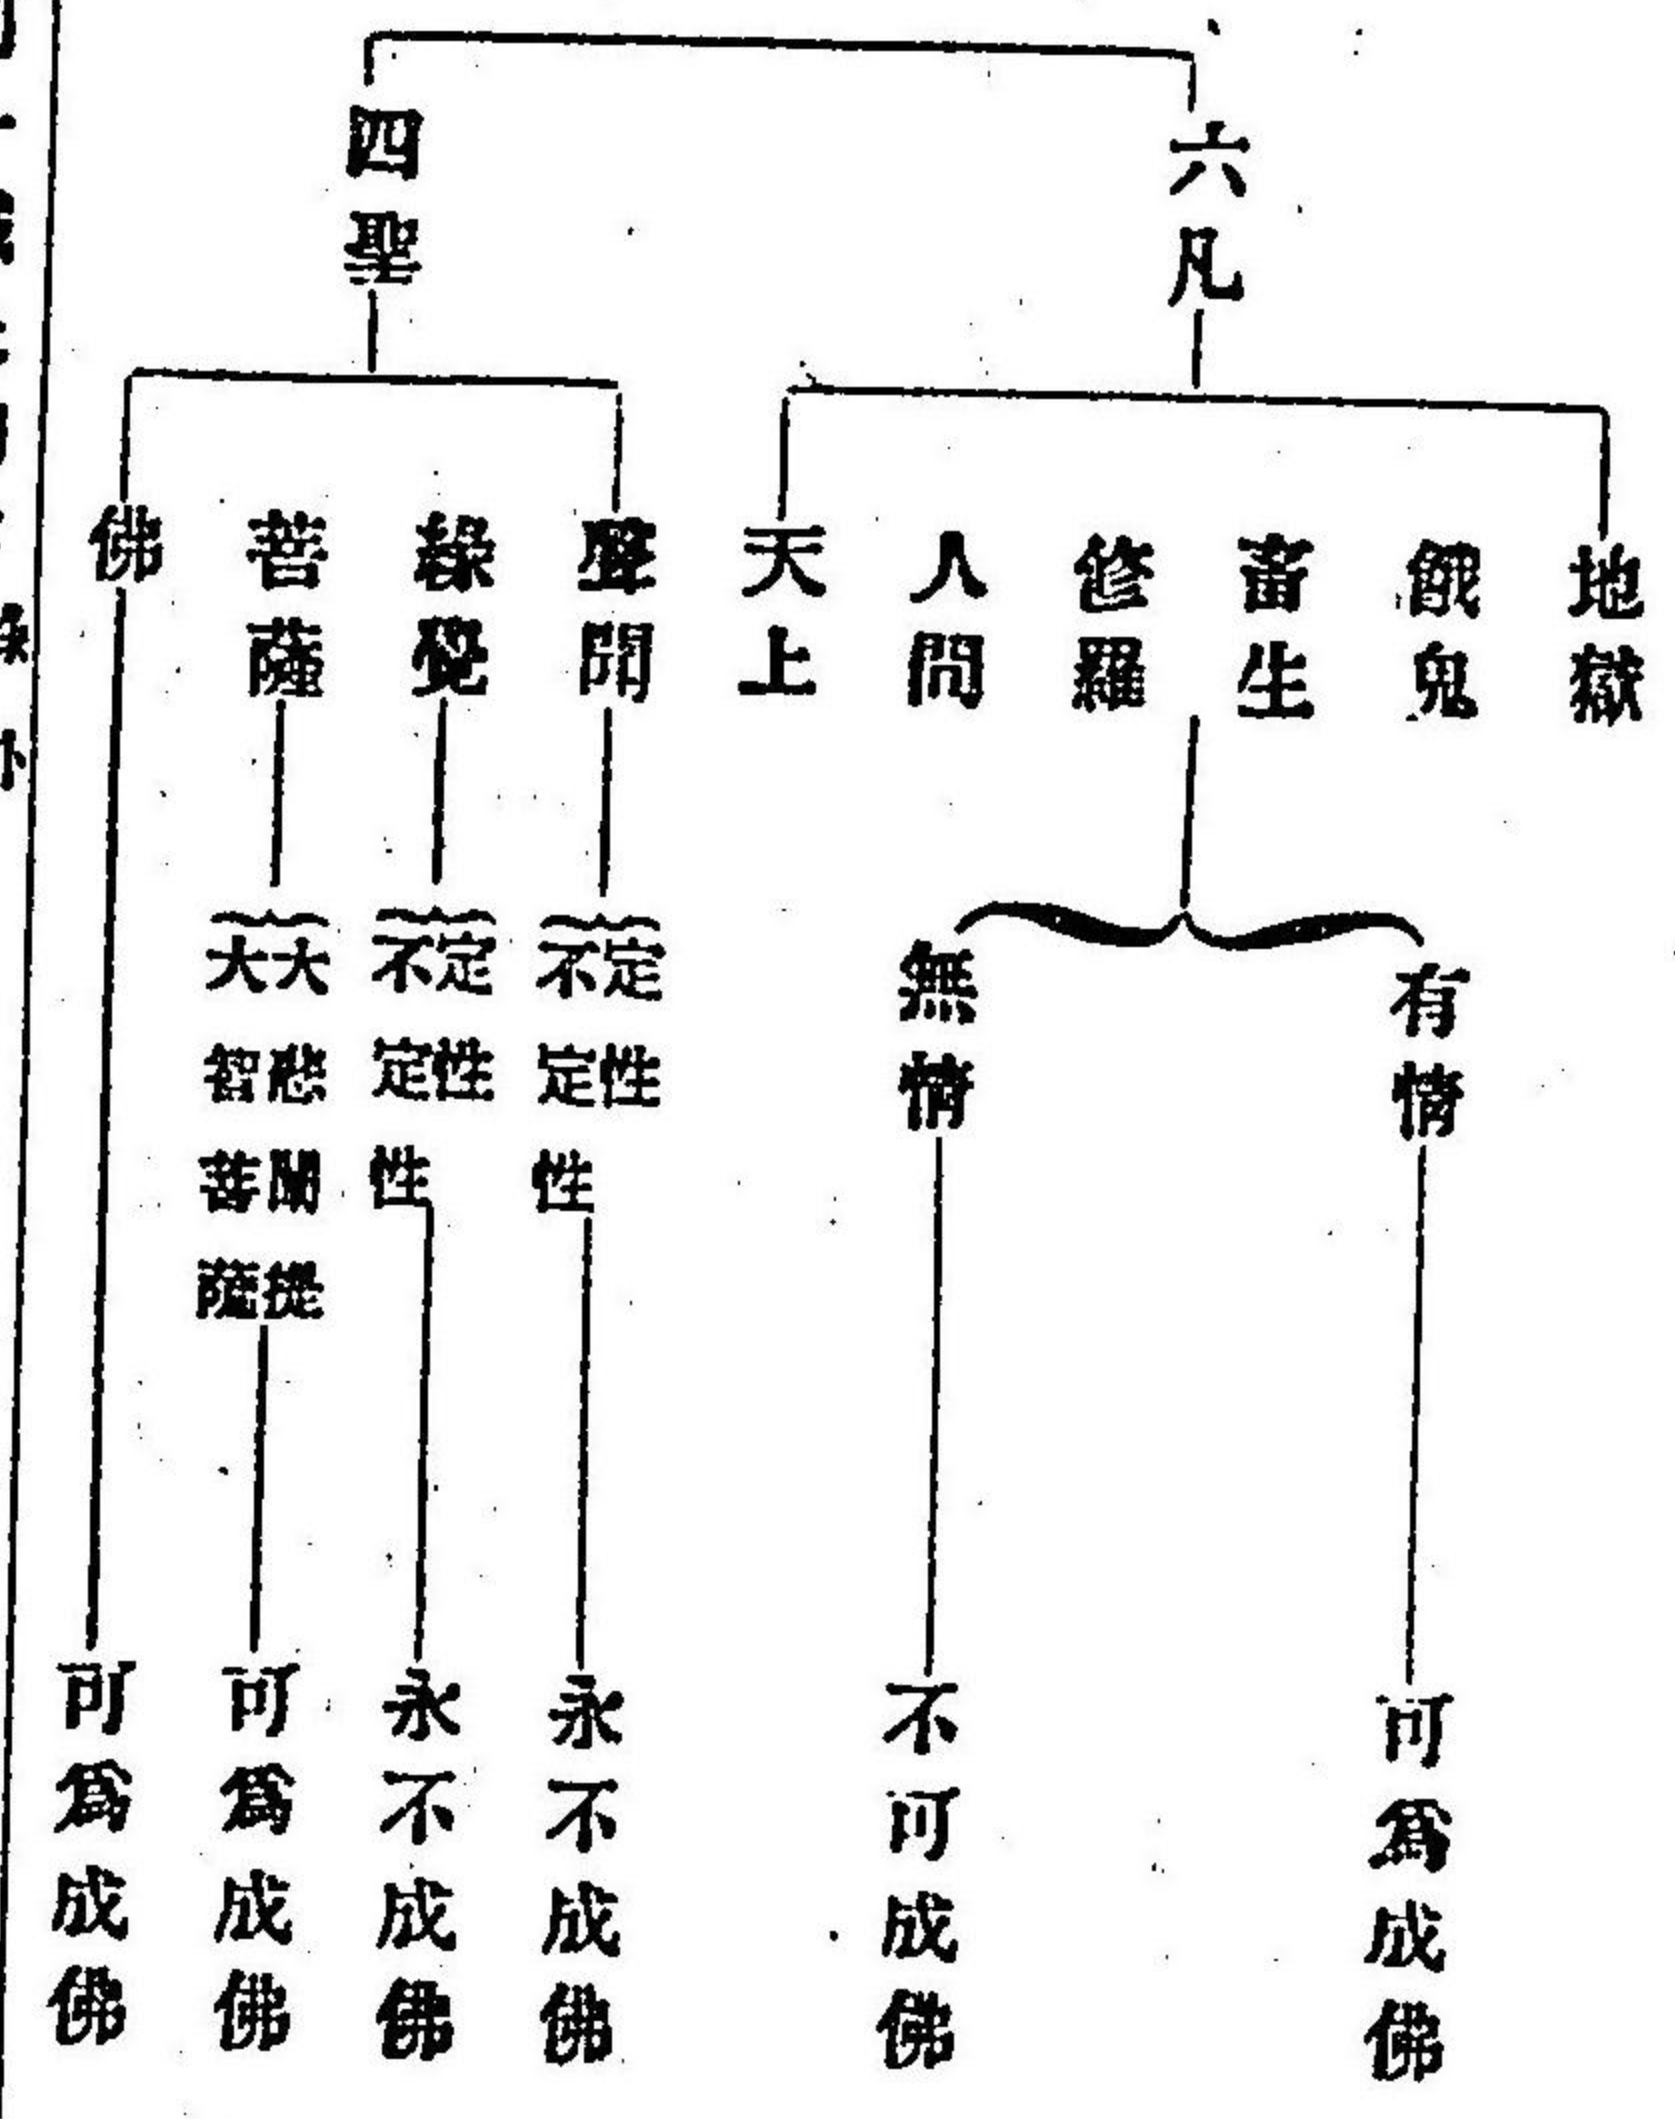 六凡
四聖
地獄
餓鬼
畜生
修羅
人間
天上
聲聞
緣覺
菩薩
佛
有情
無情
定性
不定性
定性
不定性
大悲闡提
大智菩薩
可爲成佛
不可成佛
永不成佛
永不成佛
可爲成佛
可爲成佛